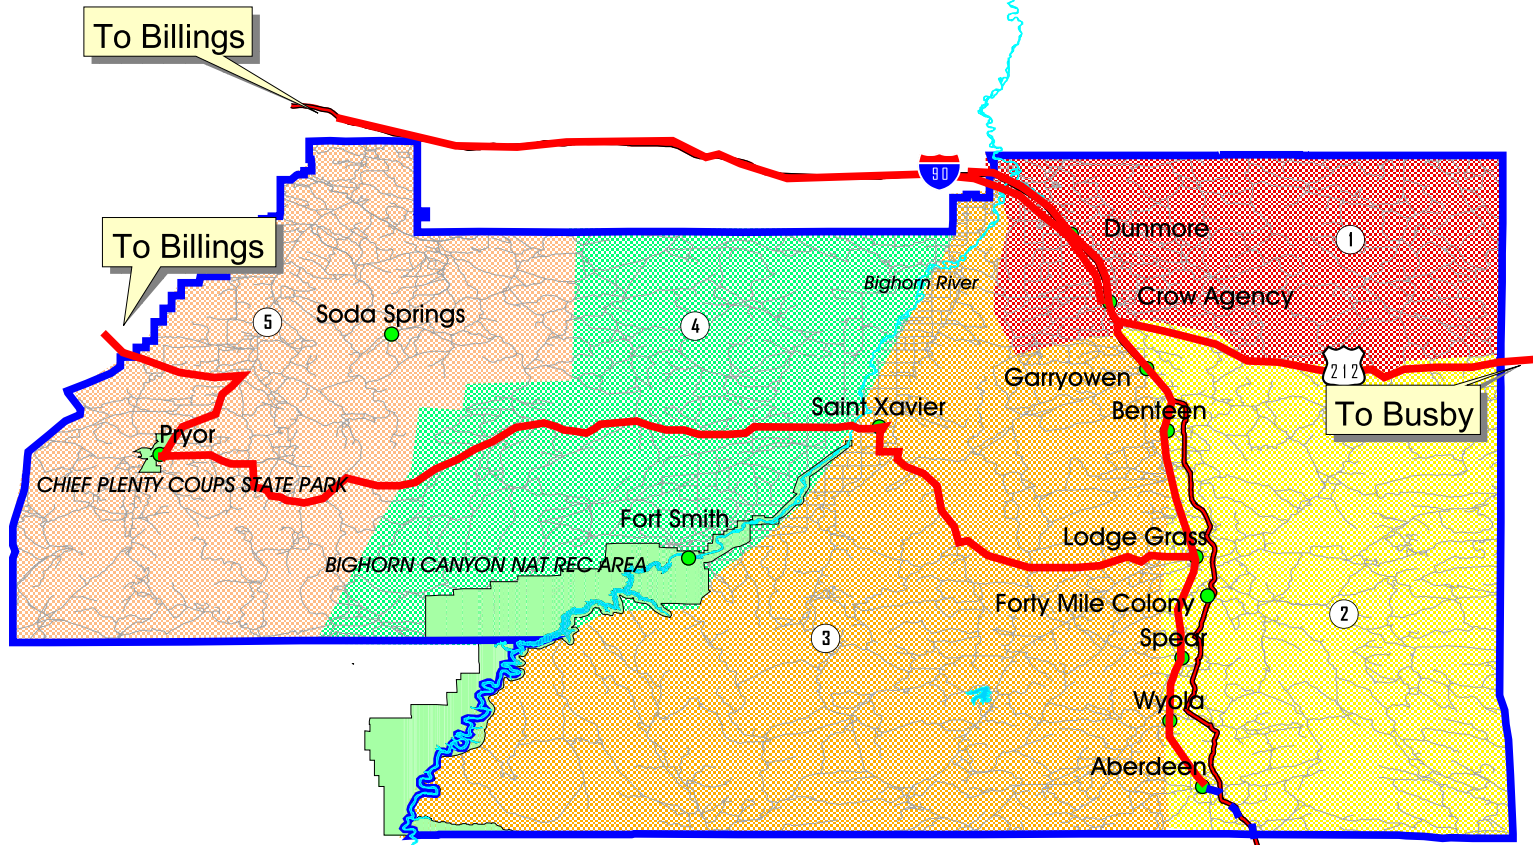 To Billings
90
Dunmore
1
To Billings
Bighorn River
Crow Agency
Soda Springs
5
4
212
Garryowen
Saint Xavier
Benteen
To Busby
Pryor
CHIEF PLENTY COUPS STATE PARK
Fort Smith
Lodge Grass
BIGHORN CANYON NAT REC AREA
Forty Mile Colony
2
3
Spear
Wyola
Aberdeen